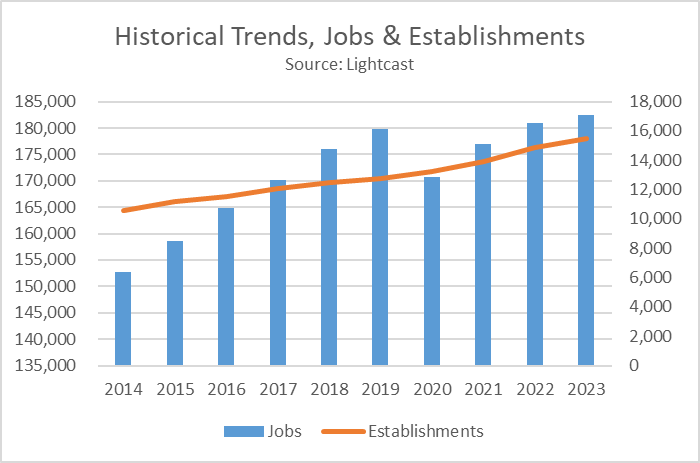 Historical Trends, Jobs & Establishments
Source: Lightcast
185,000 18,000
180,000 16,000
175,000 14,000
170,000 12,000
165,000 10,000
160,000
155,000 8,000
150,000 6,000
145,000 4,000
140,000 2,000
135,000 0
2014 2015 2016 2017 2018 2019 2020 2021 2022 2023
Jobs Establishments